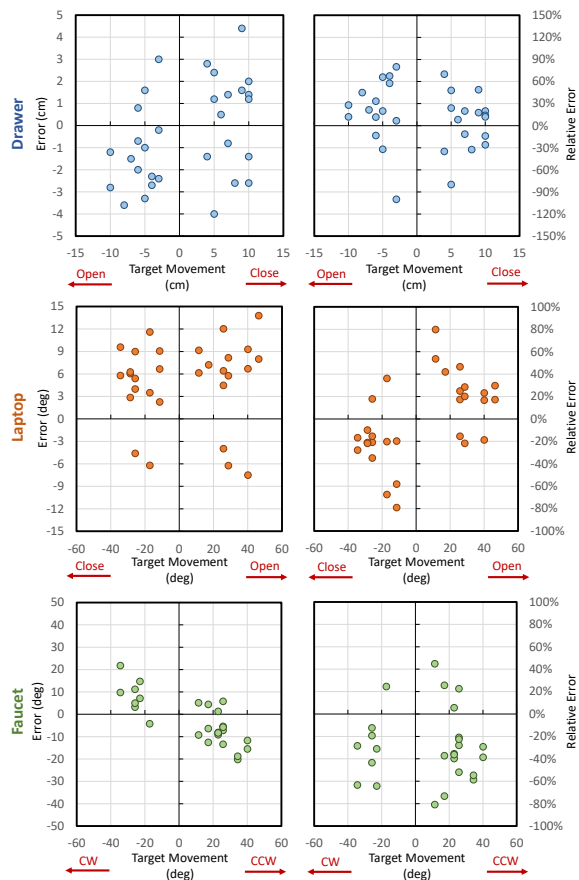 5
4
3
2
1
0
-1
-2
-3
-4
-5
-15 -10 -5 0 5 10 15
Drawer
Error (cm)
Open Target Movement Close
(cm)
150%
120%
90%
60%
30%
0%
-30%
-60%
-90%
-120%
-150%
-15 -10 -5 0 5 10 15
Relative Error
Open Target Movement Close
(cm)
15
12
9
6
3
0
-3
-6
-9
-12
-15
-60 -40 -20 0 20 40 60
Laptop
Error (deg)
Close Target Movement Open
(deg)
100%
80%
60%
40%
20%
0%
-20%
-40%
-60%
-80%
-100%
-60 -40 -20 0 20 40 60
Relative Error
Close Target Movement Open
(deg)
50
40
30
20
10
0
-10
-20
-30
-40
-50
-60 -40 -20 0 20 40 60
Faucet
Error (deg)
CW Target Movement CCW
(deg)
100%
80%
60%
40%
20%
0%
-20%
-40%
-60%
-80%
-100%
-60 -40 -20 0 20 40 60
Relative Error
CW Target Movement CCW
(deg)